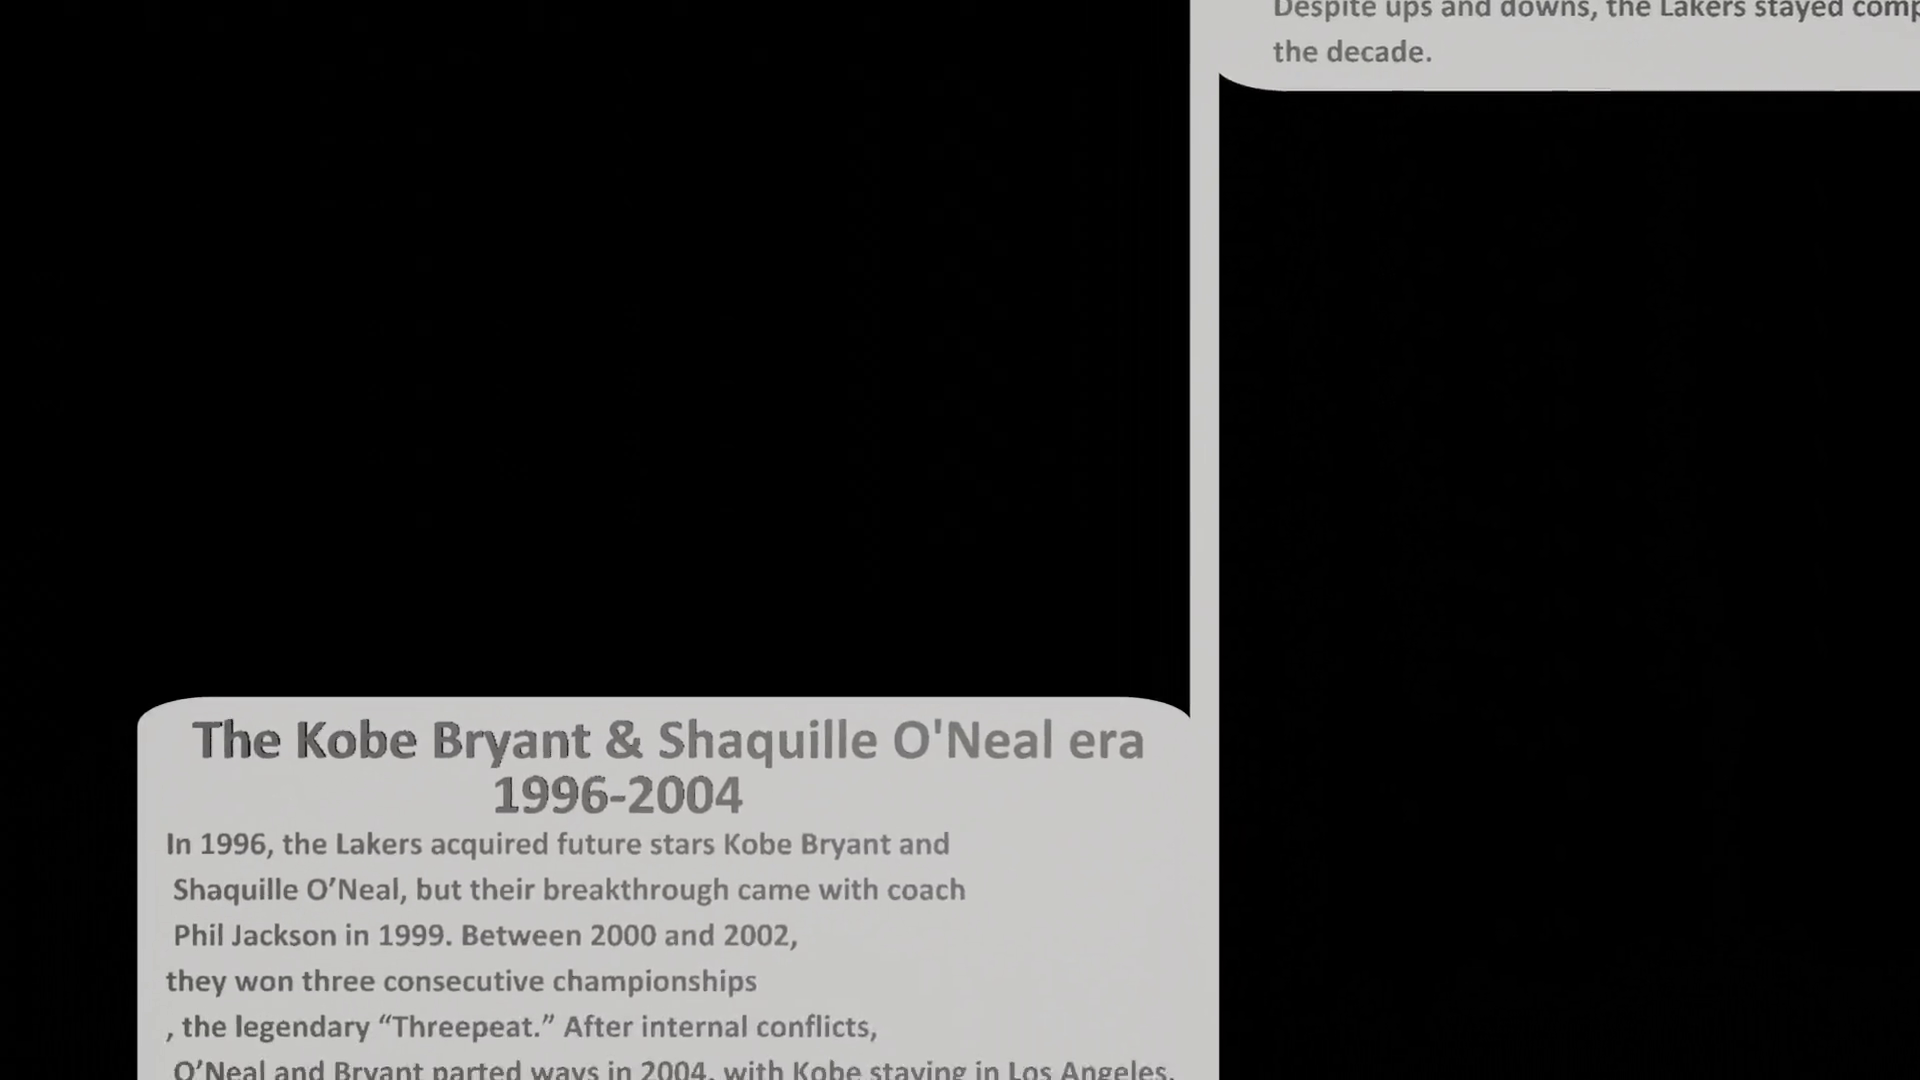 Despite ups and downs, the Lakers stayed
the decade.
The Kobe Bryant & Shaquille O'Neal era
1996-2004
In 1996, the Lakers acquired future stars Kobe Bryant and
Shaquille O’Neal, but their breakthrough came with coach
Phil Jackson in 1999. Between 2000 and 2002,
they won three consecutive championships
, the legendary “Threepeat.” After internal conflicts,
O’Neal and Bryant parted ways in 2004, with Kobe staying in Los Angeles.